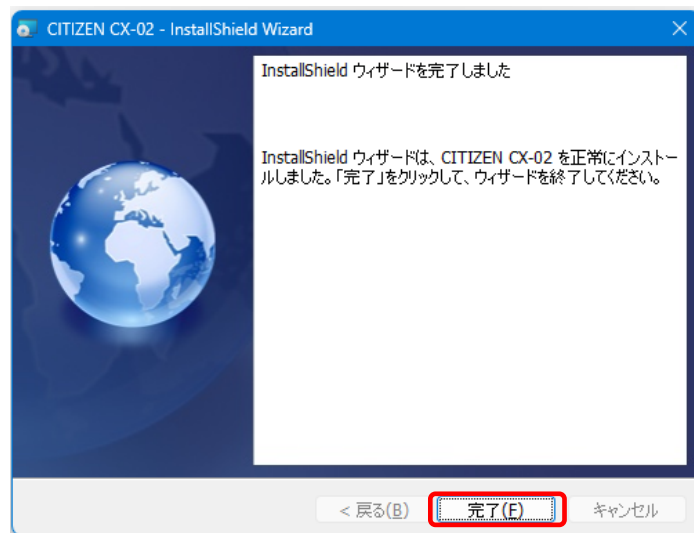 CITIZEN CX-02 - InstallShield Wizard
InstallShield ウィザードを完了しました
InstallShield ウィザードは、CITIZEN CX-02 を正常にインストー
ルしました。「完了」をクリックして、ウィザードを終了してください。
< 戻る(B) 完了(F) キャンセル